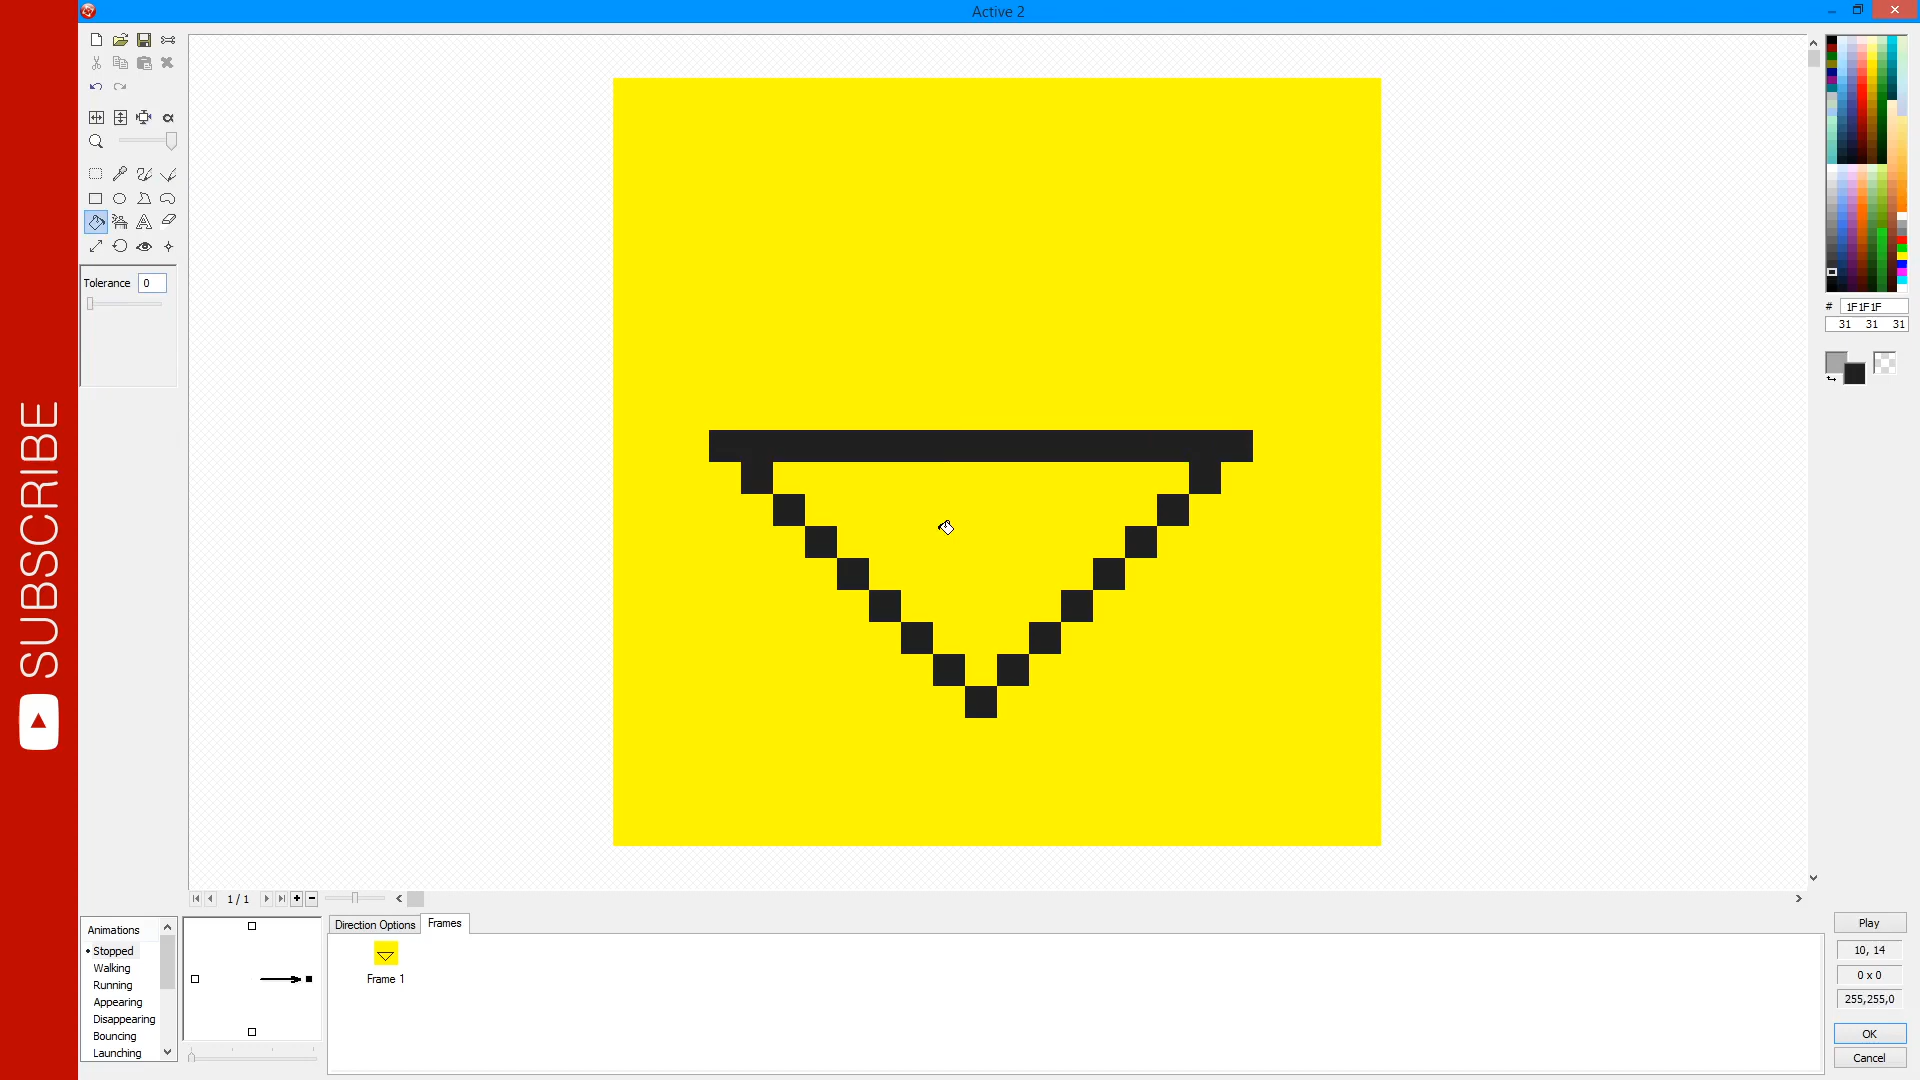 Active 2
SUBSCRIBE
Tolerance 0
# 1F1F1F
31 31 31
1 / 1
Animations
Stopped
Walking
Running
Appearing
Disappearing
Bouncing
Launching
Direction Options
Frames
Frame 1
Play
10, 14
0 x 0
255,255,0
OK
Cancel